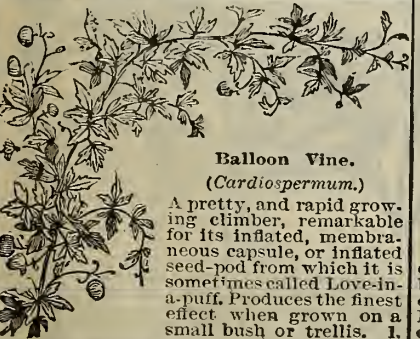 Balloon Vine.
(Cardiospermum.)
A pretty, and rapid grow-
ing climber, remarkable
for its inflated, membra-
neous capsule, or inflated
seed-pod from which it is
sometimes called Love-in-
a-puff. Produces the finest
effect when grown on a
small bush or trellis. 1,